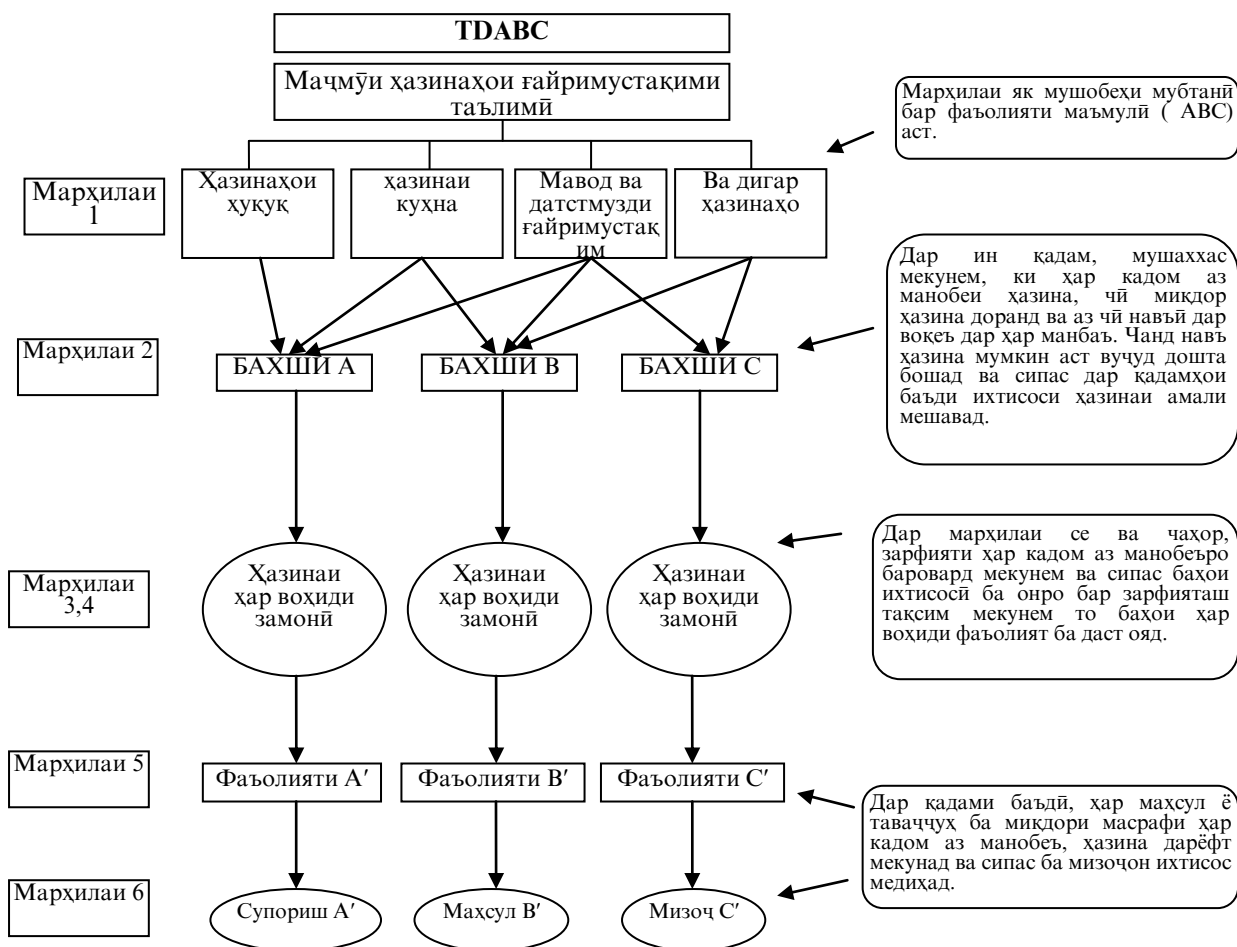 TDABC
Маҷмӯи ҳазинаҳои ғайримустақими
таълимӣ
Марҳилаи як мушобеҳи мубтанӣ
бар фаъолияти маъмулӣ ( ABC)
аст.
Марҳилаи
1
Ҳазинаҳои
ҳуқуқ
ҳазинаи
куҳна
Мавод ва
датстмузди
ғайримустақ
им
Ва дигар
ҳазинаҳо
Дар ин қадам, мушаххас
мекунем, ки ҳар кадом аз
манобеи ҳазина, чӣ миқдор
ҳазина доранд ва аз чӣ навъӣ дар
воқеъ дар ҳар манбаъ. Чанд навъ
ҳазина мумкин аст вуҷуд дошта
бошад ва сипас дар қадамҳои
баъди ихтисоси ҳазинаи амали
мешавад.
Марҳилаи 2
БАХШИ A
БАХШИ B
БАХШИ C
Марҳилаи
3,4
Ҳазинаи
ҳар воҳиди
замонӣ
Ҳазинаи
ҳар воҳиди
замонӣ
Ҳазинаи
ҳар воҳиди
замонӣ
Дар марҳилаи се ва чаҳор,
зарфияти ҳар кадом аз манобеъро
баровард мекунем ва сипас баҳои
ихтисосӣ ба онро бар зарфияташ
тақсим мекунем то баҳои ҳар
воҳиди фаъолият ба даст ояд.
Марҳилаи 5
Фаъолияти A′
Фаъолияти B′
Фаъолияти C′
Дар қадами баъдӣ, ҳар маҳсул ё
таваҷҷуҳ ба миқдори масрафи ҳар
кадом аз манобеъ, ҳазина дарёфт
мекунад ва сипас ба мизоҷон ихтисос
медиҳад.
Марҳилаи 6
Супориш A′
Маҳсул B′
Мизоҷ C′